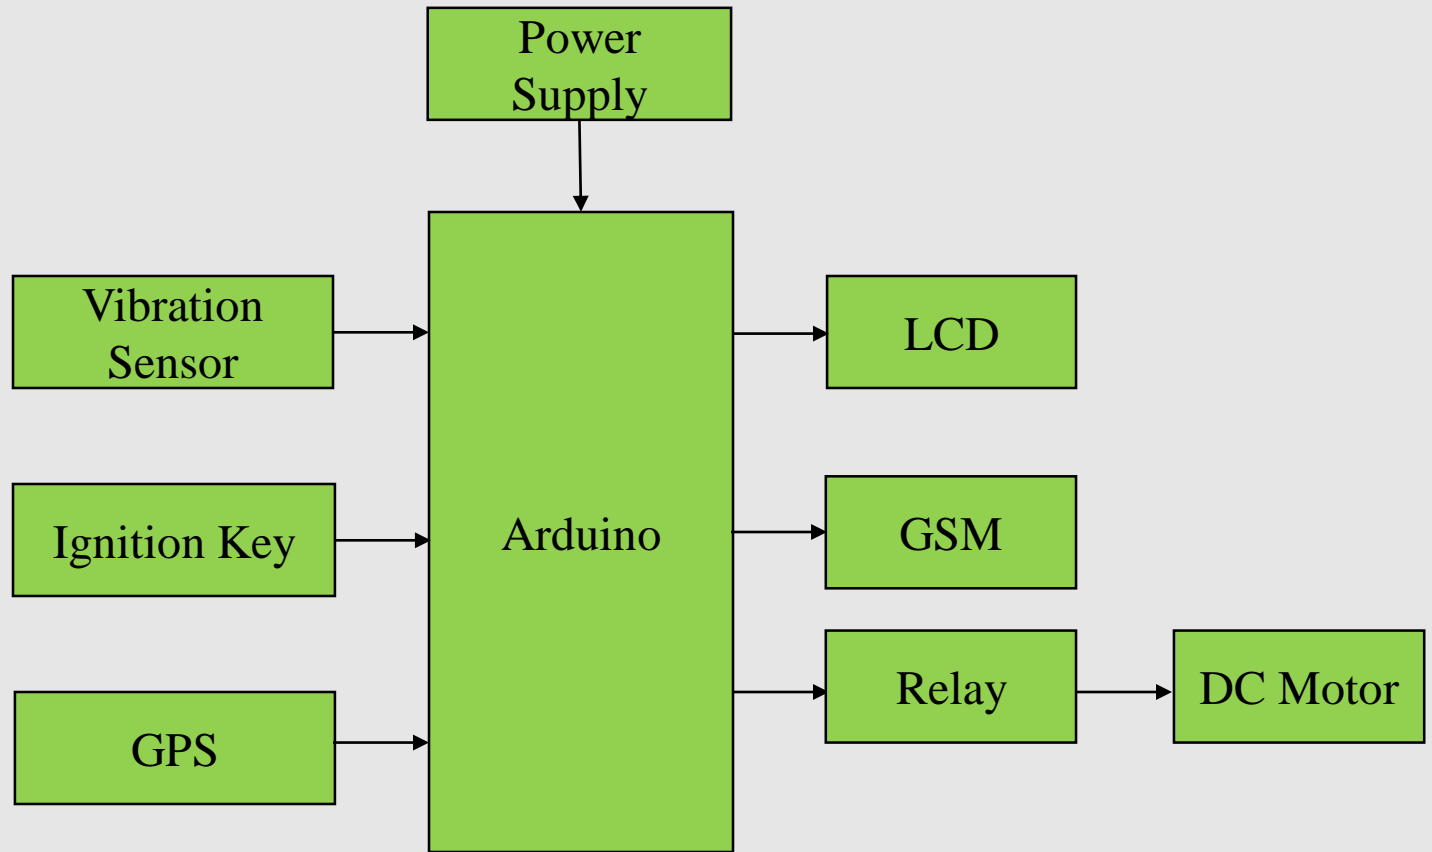 Power
Supply
Vibration
Sensor
LCD
Ignition Key
Arduino
GSM
Relay
DC Motor
GPS